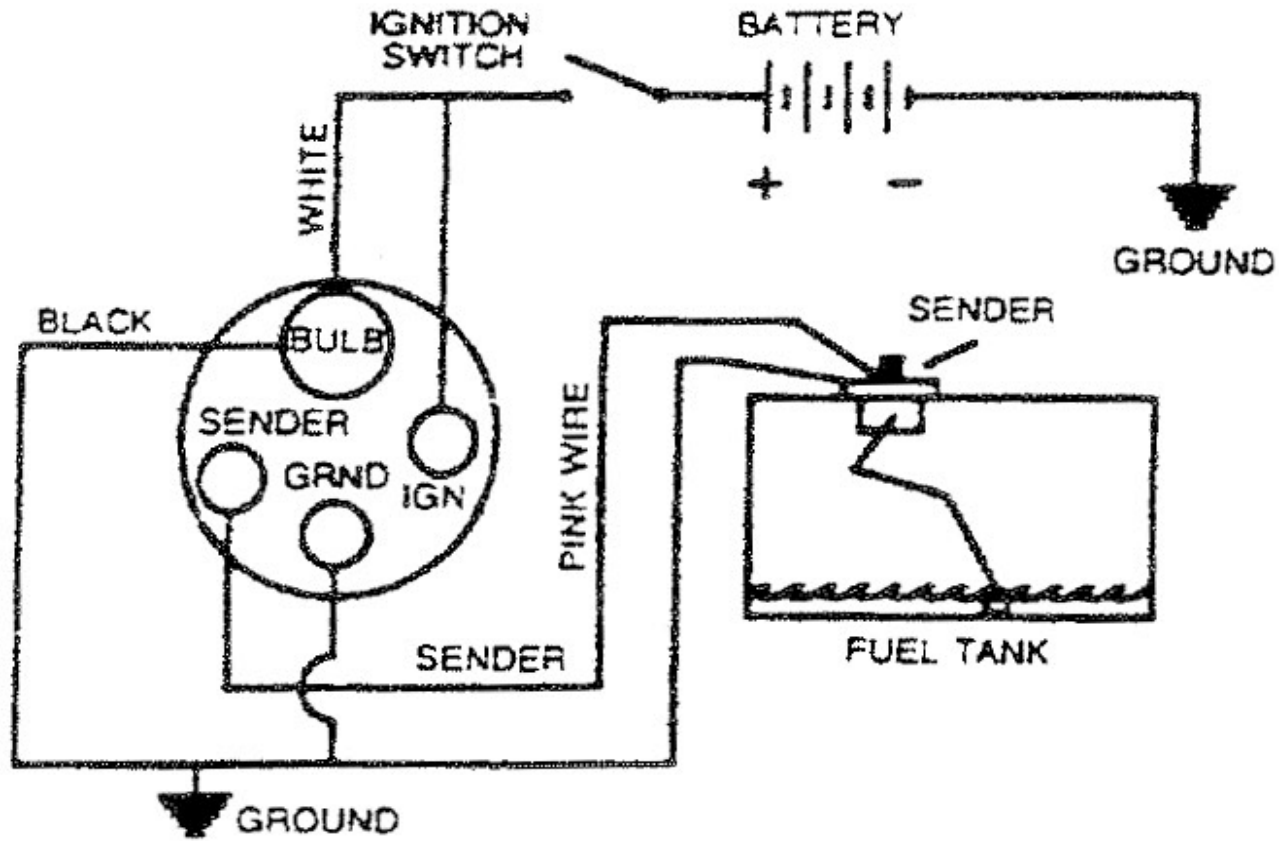 IGNITION
SWITCH
BATTERY
+ −
WHITE
GROUND
BLACK
BULB
SENDER
SENDER
GRND
IGN
PINK WIRE
SENDER
FUEL TANK
GROUND